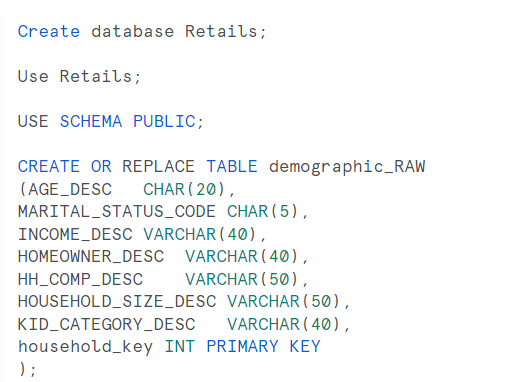 Create database Retails;
Use Retails;
USE SCHEMA PUBLIC;
CREATE OR REPLACE TABLE demographic_RAW
(AGE_DESC   CHAR(20),
MARITAL_STATUS_CODE CHAR(5),
INCOME_DESC VARCHAR(40),
HOMEOWNER_DESC  VARCHAR(40),
HH_COMP_DESC    VARCHAR(50),
HOUSEHOLD_SIZE_DESC VARCHAR(50),
KID_CATEGORY_DESC   VARCHAR(40),
household_key INT PRIMARY KEY
);